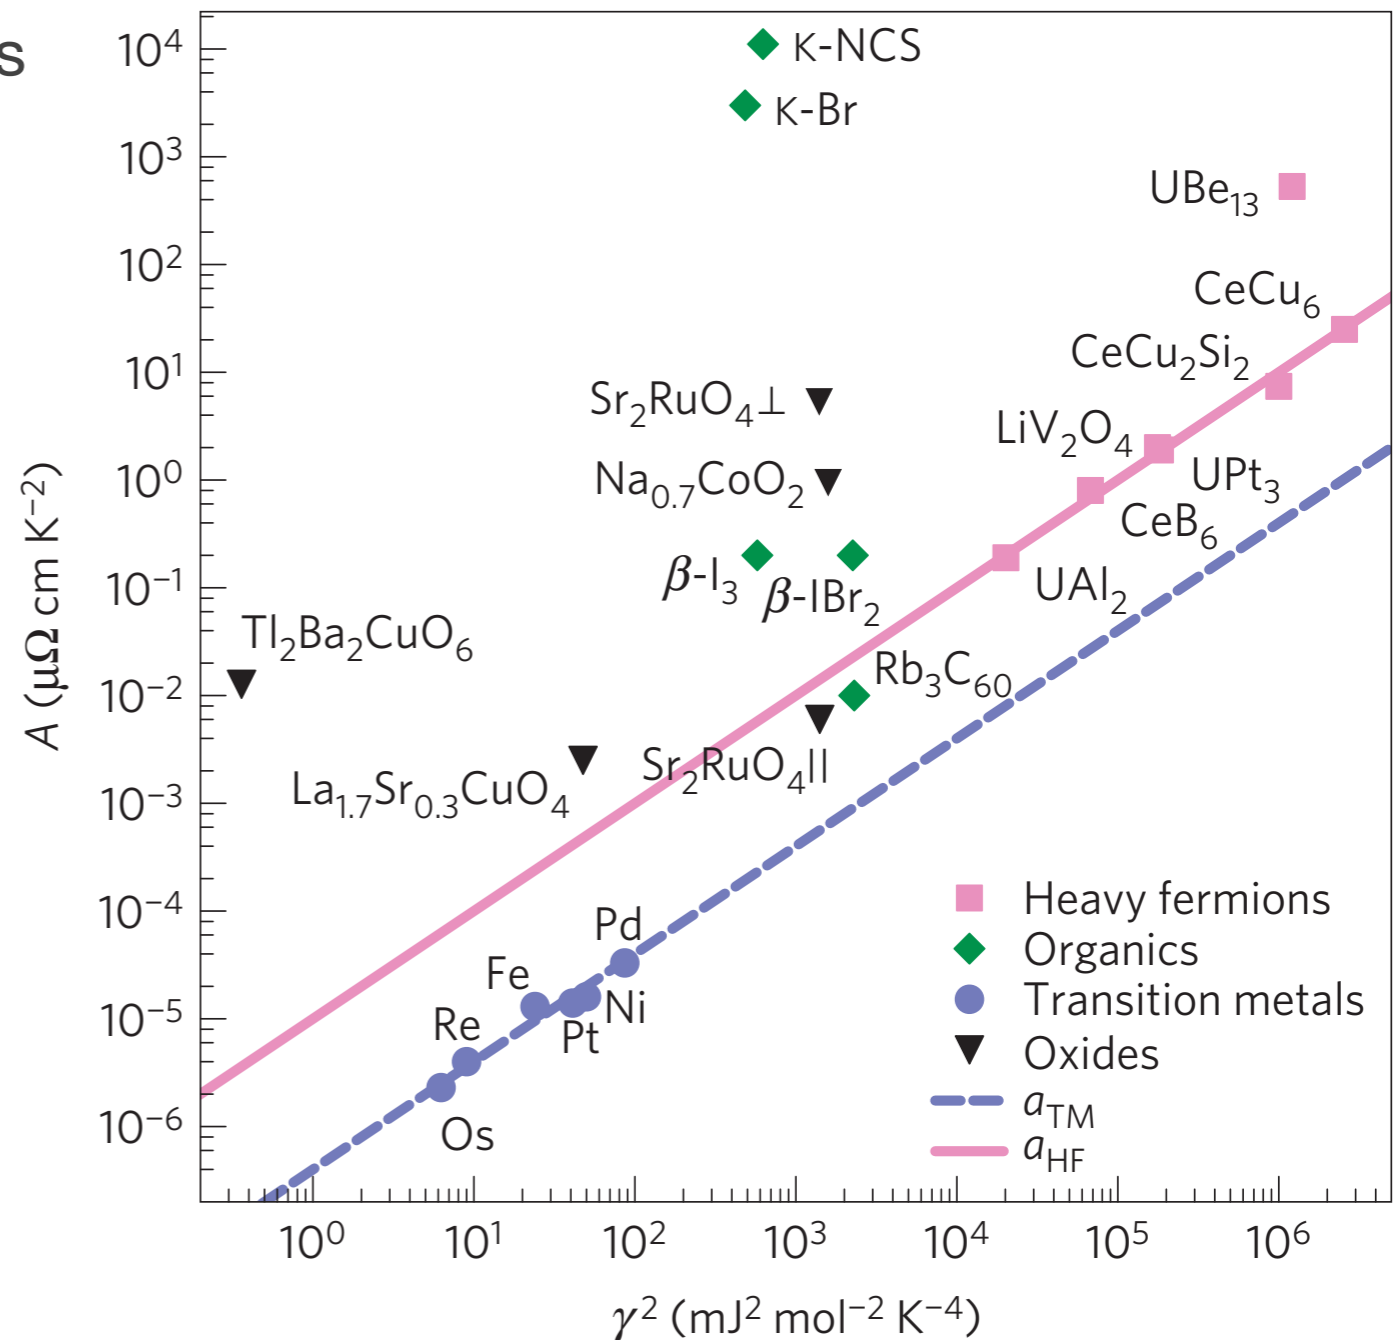 s
10⁴
10³
10²
10¹
10⁰
10⁻¹
10⁻²
10⁻³
10⁻⁴
10⁻⁵
10⁻⁶
A (μΩ cm K⁻²)
κ-NCS
κ-Br
UBe₁₃
CeCu₆
CeCu₂Si₂
Sr₂RuO₄⊥
LiV₂O₄
Na₀.₇CoO₂
UPt₃
CeB₆
β-I₃
β-IBr₂
UAl₂
Tl₂Ba₂CuO₆
Rb₃C₆₀
Sr₂RuO₄||
La₁.₇Sr₀.₃CuO₄
Pd
Fe
Ni
Re
Pt
Os
Heavy fermions
Organics
Transition metals
Oxides
a_TM
a_HF
10⁰ 10¹ 10² 10³ 10⁴ 10⁵ 10⁶
γ² (mJ² mol⁻² K⁻⁴)